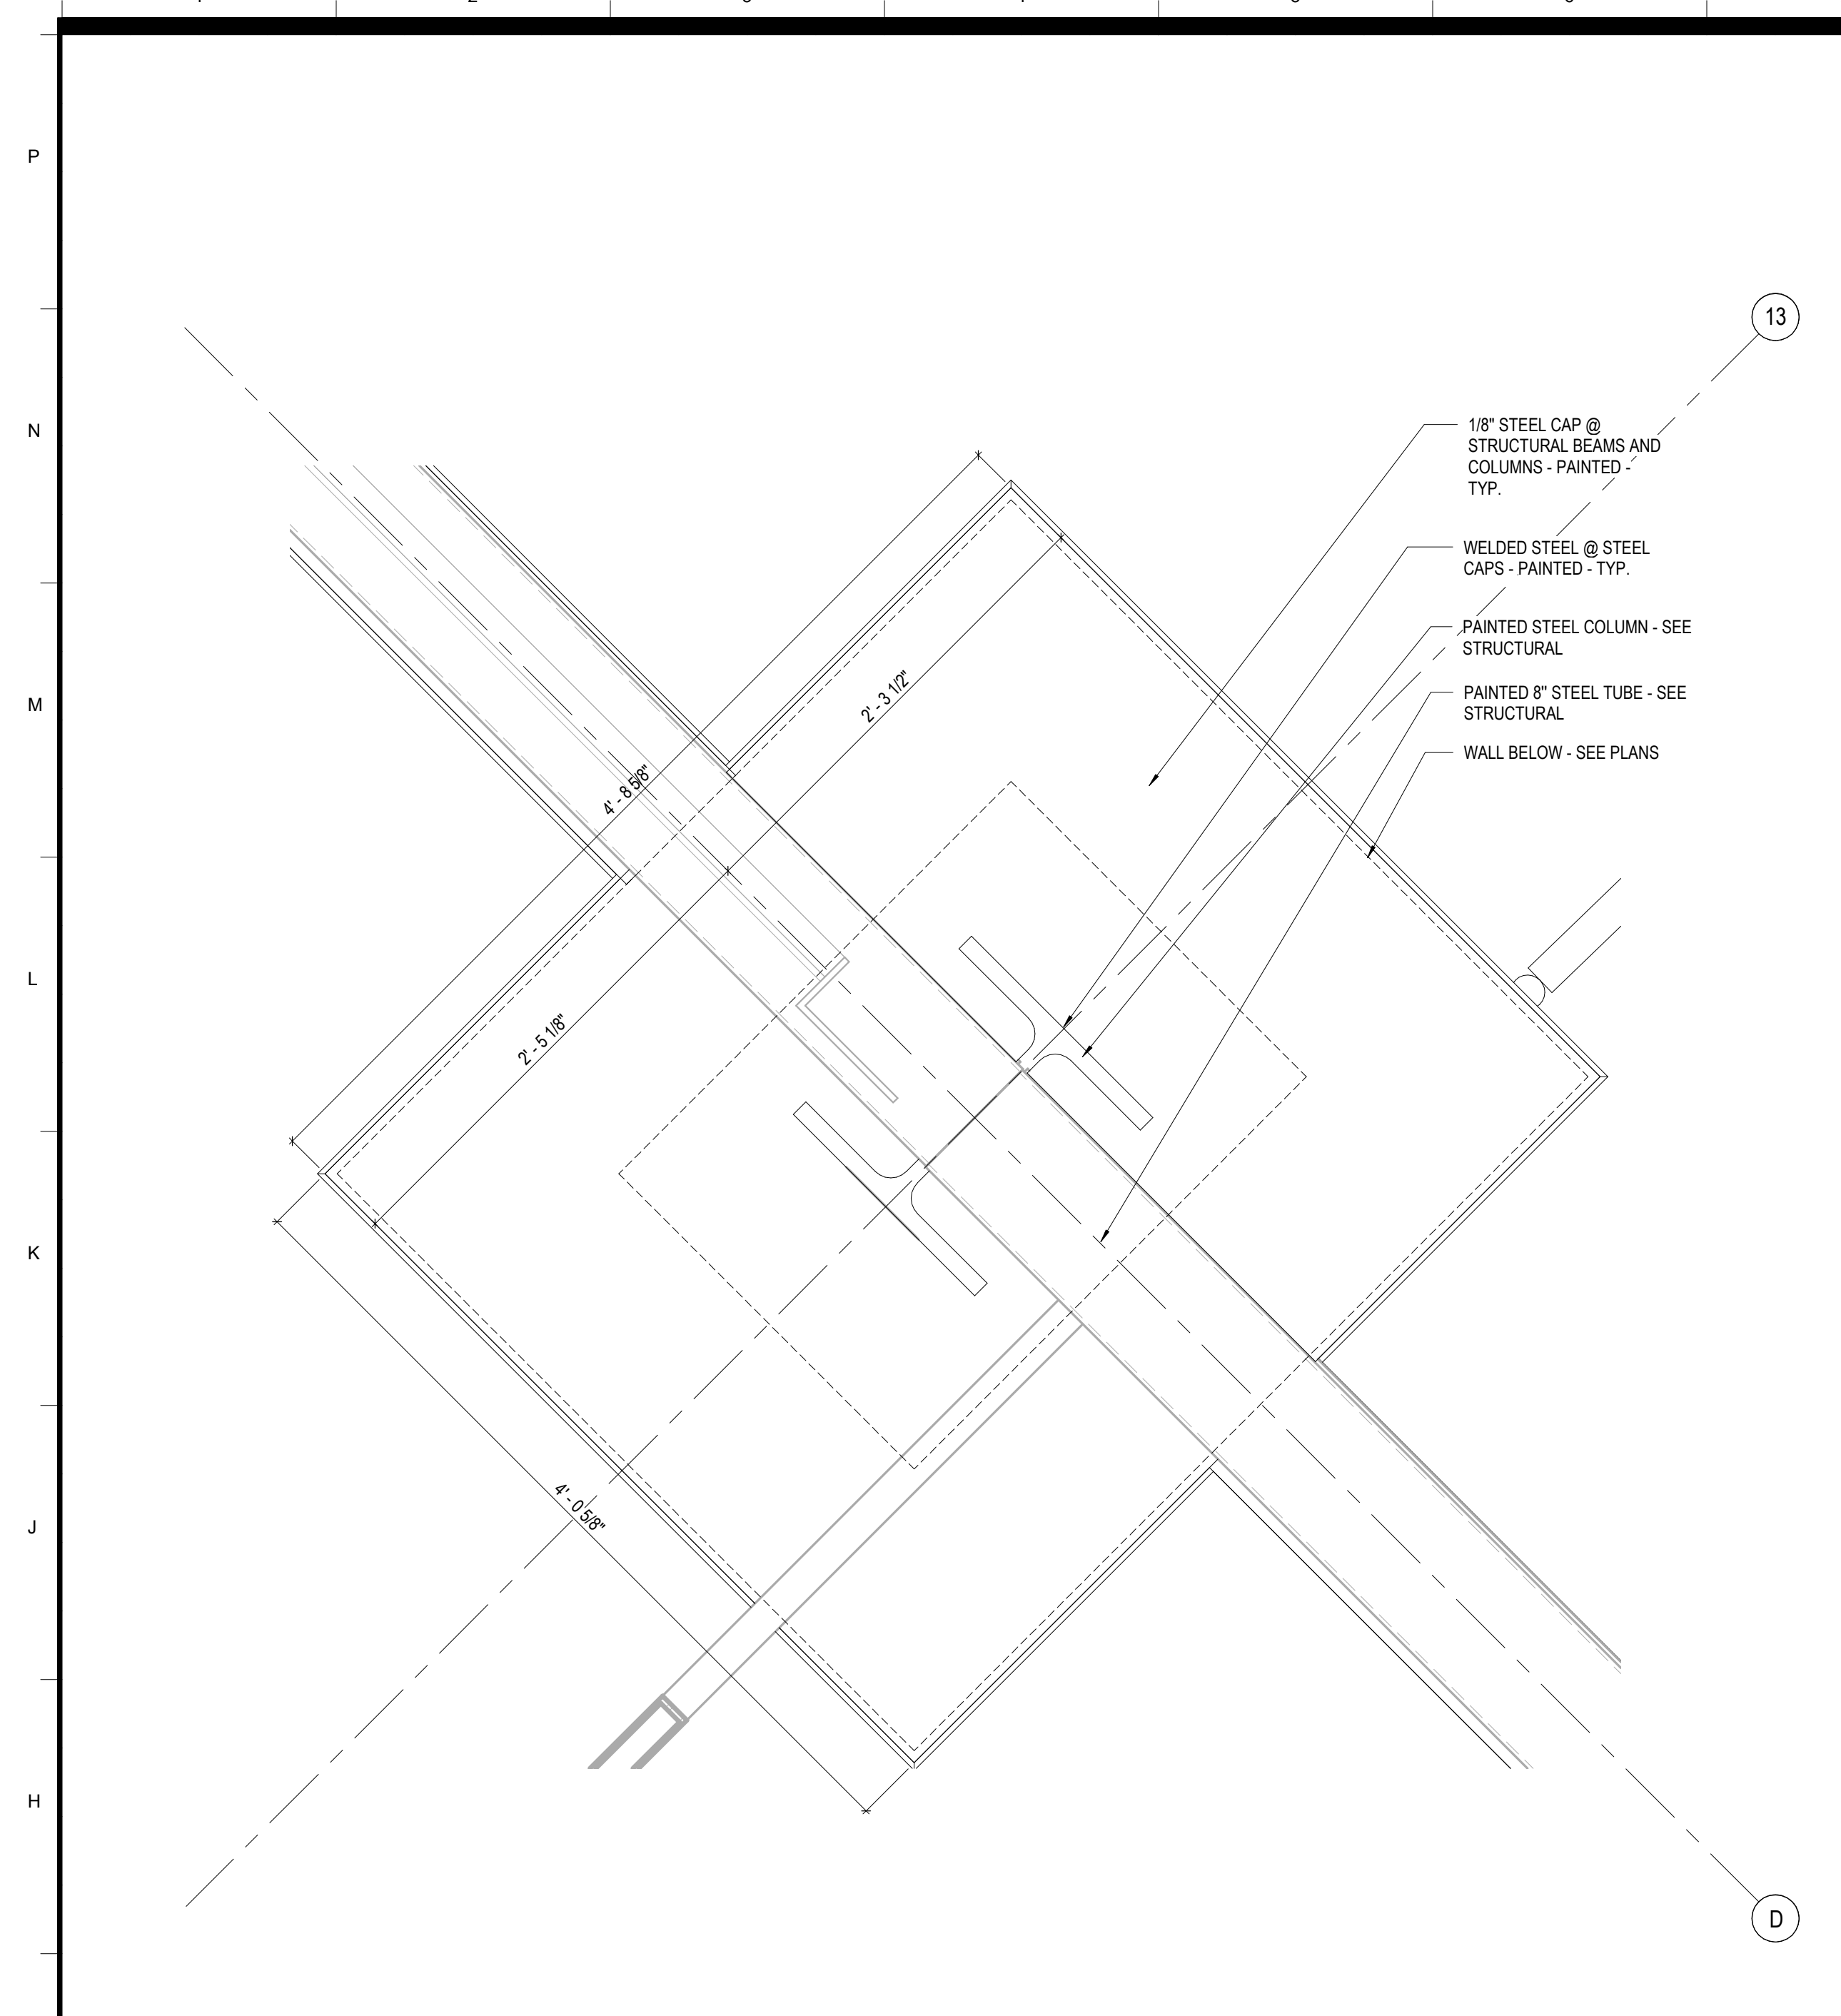 P
13
N
1/8" STEEL CAP @
STRUCTURAL BEAMS AND
COLUMNS - PAINTED -
TYP.
WELDED STEEL @ STEEL
CAPS - PAINTED - TYP.
PAINTED STEEL COLUMN - SEE
STRUCTURAL
M
2' - 3 1/2"
PAINTED 8" STEEL TUBE - SEE
STRUCTURAL
WALL BELOW - SEE PLANS
4' - 8 5/8"
L
2' - 5 1/8"
K
4' - 0 5/8"
J
H
D